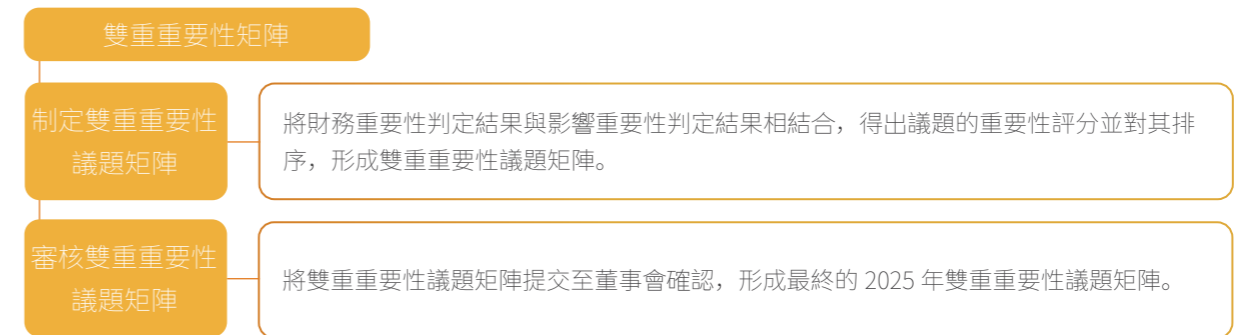 雙重重要性矩陣
制定雙重重要性
議題矩陣
將財務重要性判定結果與影響重要性判定結果相結合，得出議題的重要性評分並對其排
序，形成雙重重要性議題矩陣。
審核雙重重要性
議題矩陣
將雙重重要性議題矩陣提交至董事會確認，形成最終的 2025 年雙重重要性議題矩陣。